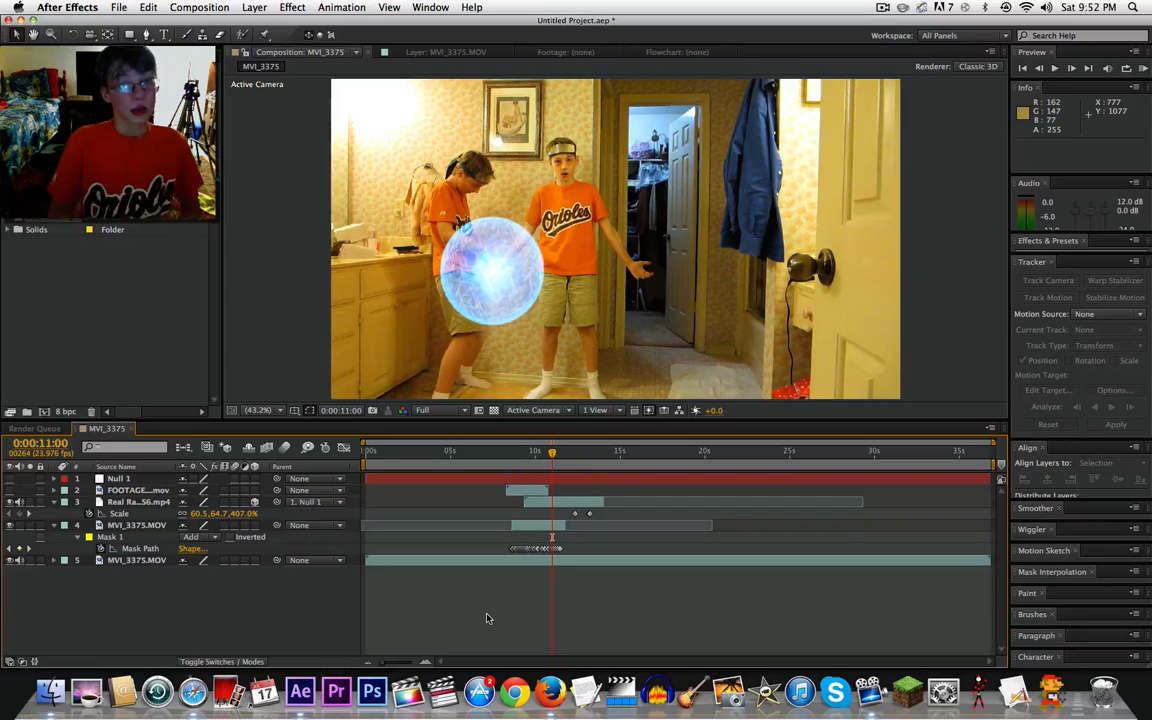 After Effects File Edit Composition Layer Effect Animation View Window Help
7 Sat 9:52 PM
Untitled Project.aep *
Workspace: All Panels Search Help
Composition: MVI_3375 Layer: MVI_3375.MOV Footage: (none) Flowchart: (none)
MVI_3375 Renderer: Classic 3D
Active Camera
Orioles
Orioles
Solids Folder
8 bpc
(43.2%) 0:00:11:00 Full Active Camera 1 View +0.0
Preview
Info
R: 162 X: 777
G: 147 Y: 1077
B: 77
A: 255
Audio
0.0 12.0 dB
-6.0 0.0 dB
Effects & Presets
Tracker
Track Camera Warp Stabilizer
Track Motion Stabilize Motion
Motion Source: None
Current Track: None
Track Type: Transform
Position Rotation Scale
Motion Target:
Edit Target... Options...
Analyze:
Reset Apply
Align
Align Layers to: Selection
Distribute Layers:
Smoother
Wiggler
Motion Sketch
Mask Interpolation
Paint
Brushes
Paragraph
Character
Render Queue MVI_3375
0:00:11:00
00264 (23.976 fps)
:00s 05s 10s 15s 20s 25s 30s 35s
# Source Name Parent
1 Null 1 None
2 FOOTAGE....mov None
3 Real Ra...S6.mp4 1. Null 1
Scale 60.5,64.7,407.0%
4 MVI_3375.MOV None
Mask 1 Add Inverted
Mask Path Shape...
5 MVI_3375.MOV None
Toggle Switches / Modes
17 Ae Pr Ps